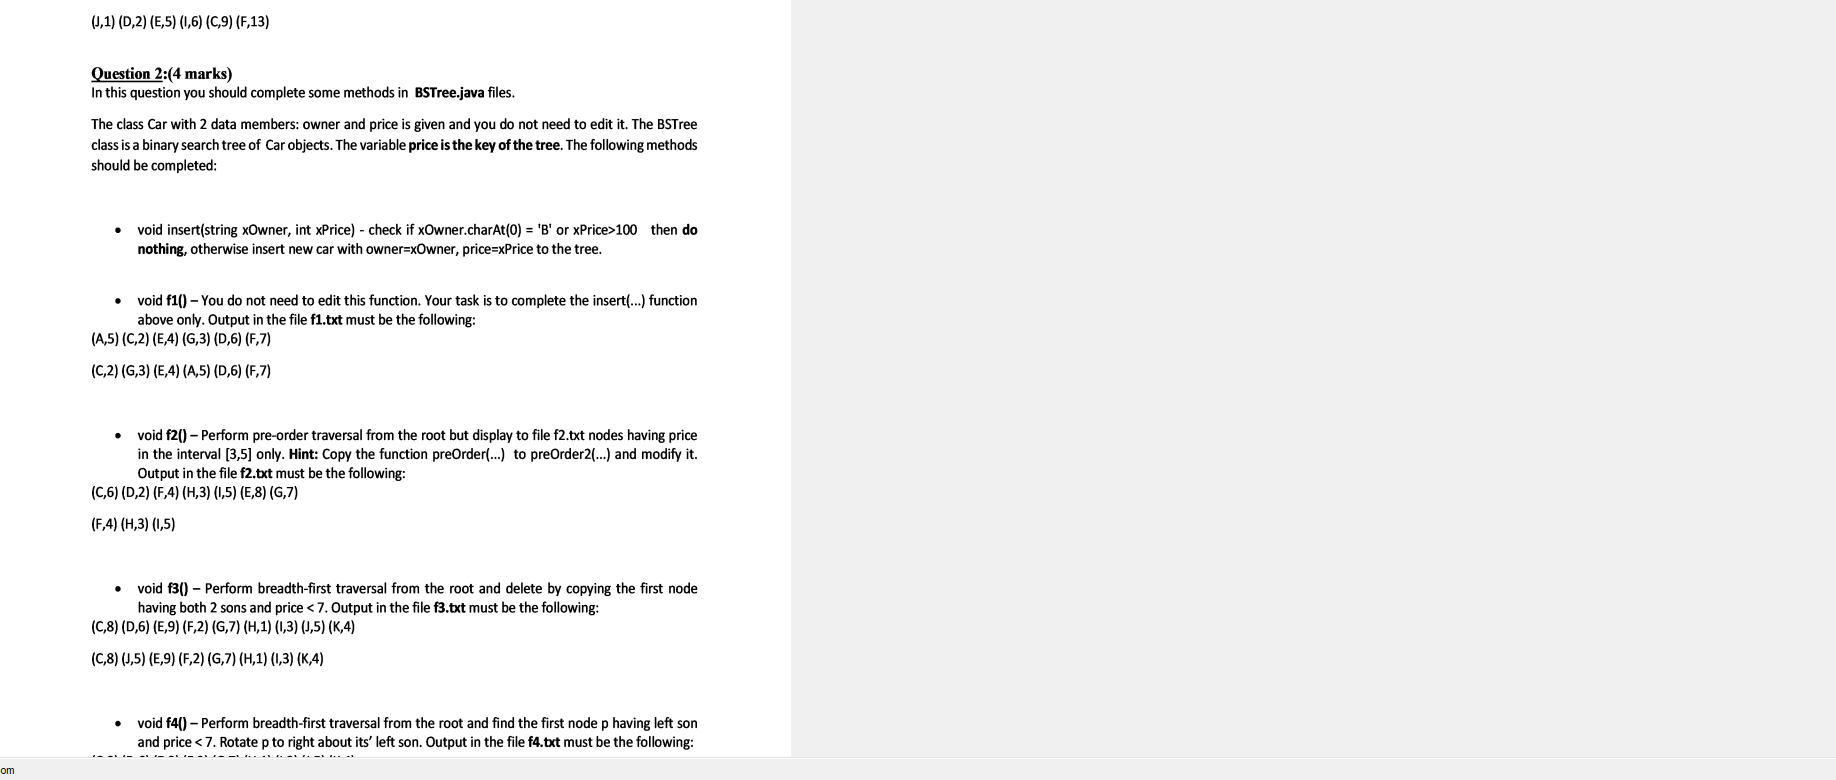 (J,1) (D,2) (E,5) (I,6) (C,9) (F,13)
Question 2:(4 marks)
In this question you should complete some methods in BSTree.java files.
The class Car with 2 data members: owner and price is given and you do not need to edit it. The BSTree
class is a binary search tree of Car objects. The variable price is the key of the tree. The following methods
should be completed:
• void insert(string xOwner, int xPrice) - check if xOwner.charAt(0) = 'B' or xPrice>100 then do
nothing, otherwise insert new car with owner=xOwner, price=xPrice to the tree.
• void f1() – You do not need to edit this function. Your task is to complete the insert(...) function
above only. Output in the file f1.txt must be the following:
(A,5) (C,2) (E,4) (G,3) (D,6) (F,7)
(C,2) (G,3) (E,4) (A,5) (D,6) (F,7)
• void f2() – Perform pre-order traversal from the root but display to file f2.txt nodes having price
in the interval [3,5] only. Hint: Copy the function preOrder(...) to preOrder2(...) and modify it.
Output in the file f2.txt must be the following:
(C,6) (D,2) (F,4) (H,3) (I,5) (E,8) (G,7)
(F,4) (H,3) (I,5)
• void f3() – Perform breadth-first traversal from the root and delete by copying the first node
having both 2 sons and price < 7. Output in the file f3.txt must be the following:
(C,8) (D,6) (E,9) (F,2) (G,7) (H,1) (I,3) (J,5) (K,4)
(C,8) (J,5) (E,9) (F,2) (G,7) (H,1) (I,3) (K,4)
• void f4() – Perform breadth-first traversal from the root and find the first node p having left son
and price < 7. Rotate p to right about its' left son. Output in the file f4.txt must be the following:
om